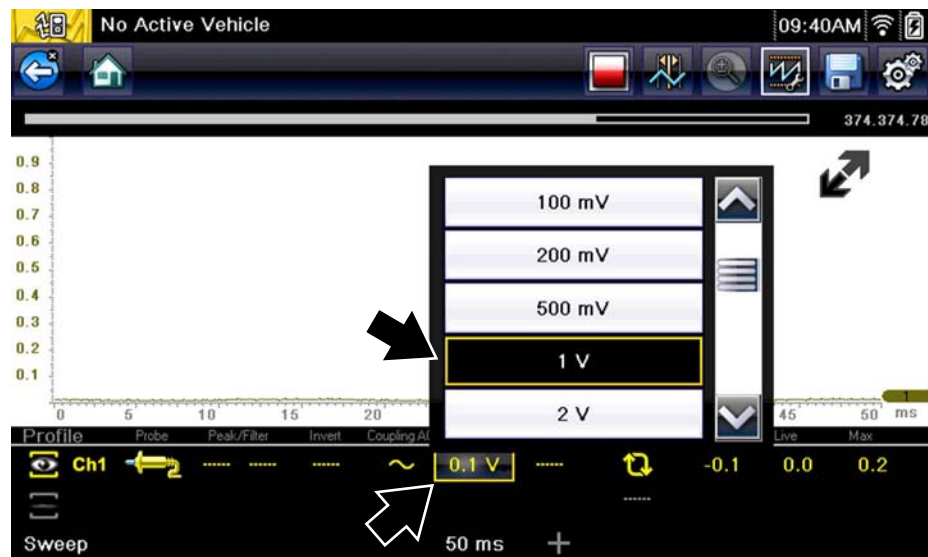 No Active Vehicle 09:40AM
374.374.78
0.9
0.8
0.7
0.6
0.5
0.4
0.3
0.2
0.1
100 mV
200 mV
500 mV
1 V
2 V
1
0 5 10 15 20 45 50 ms
Profile Probe Peak/Filter Invert Coupling AC Live Max
Ch1 ------ ------ ------ 0.1 V ------ -0.1 0.0 0.2
------
Sweep 50 ms